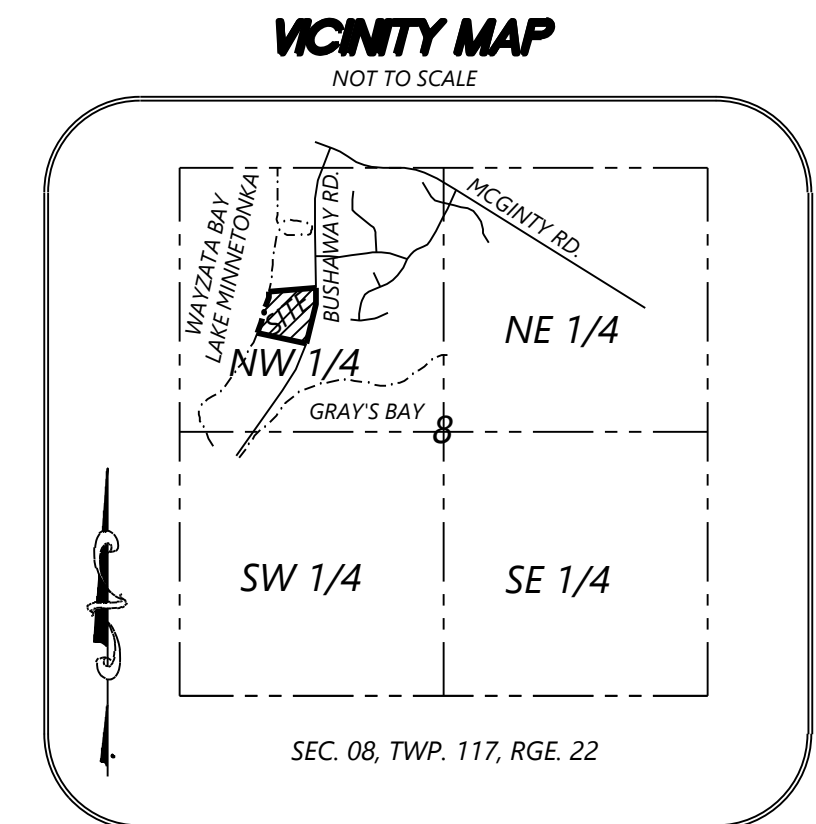 VICINITY MAP
NOT TO SCALE
WAYZATA BAY
LAKE MINNETONKA
BUSHAWAY RD.
MCGINTY RD.
SITE
NE 1/4
NW 1/4
GRAY'S BAY
8
SW 1/4
SE 1/4
SEC. 08, TWP. 117, RGE. 22